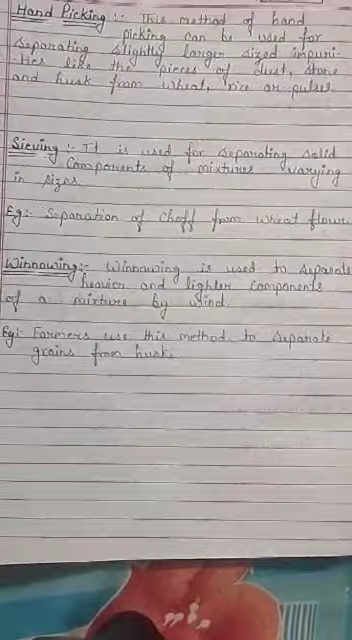 Hand Picking :- This method of hand
picking can be used for
separating slightly larger sized impuri-
-ties like the pieces of dust, stone
and husk from wheat, rice or pulses.
Sieving :- It is used for separating solid
components of mixtures varying
in sizes.
Eg:- Separation of Chaff from wheat flour
Winnowing:- Winnowing is used to separate
heavier and lighter components
of a mixture by wind.
Eg: Farmers use this method to separate
grains from husk.